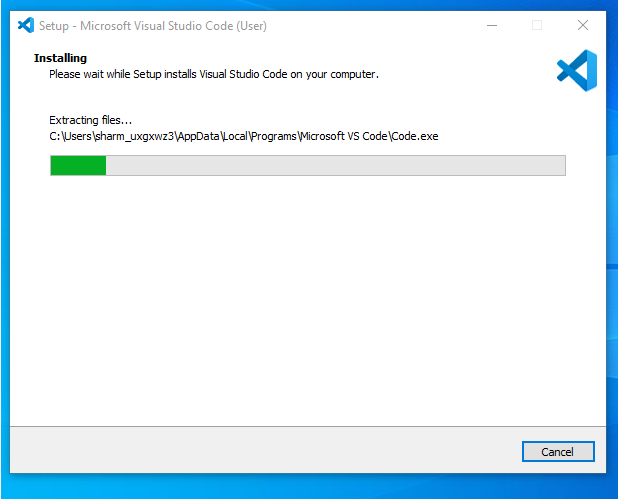 Setup - Microsoft Visual Studio Code (User)
Installing
Please wait while Setup installs Visual Studio Code on your computer.
Extracting files...
C:\Users\sharm_uxgxwz3\AppData\Local\Programs\Microsoft VS Code\Code.exe
Cancel